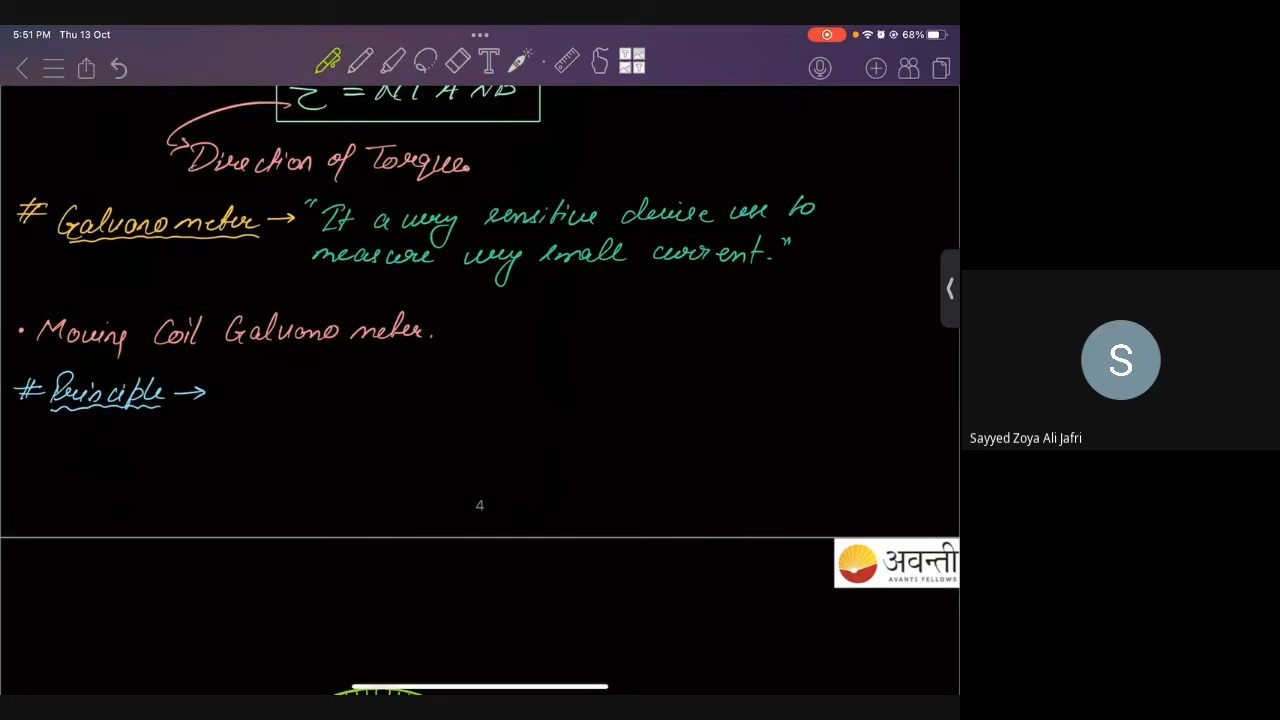 5:51 PM Thu 13 Oct
68%
τ = NI A × B
Direction of Torque.
# Galvanometer → "It a very sensitive device use to
measure very small current."
• Moving Coil Galvanometer.
# Principle →
4
अवन्ती
AVANTI FELLOWS
S
Sayyed Zoya Ali Jafri